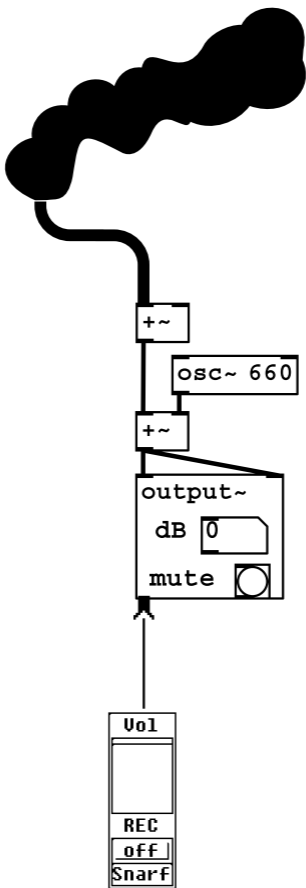 +~
osc~ 660
+~
output~
dB 0
mute
Vol
REC
off
Snarf